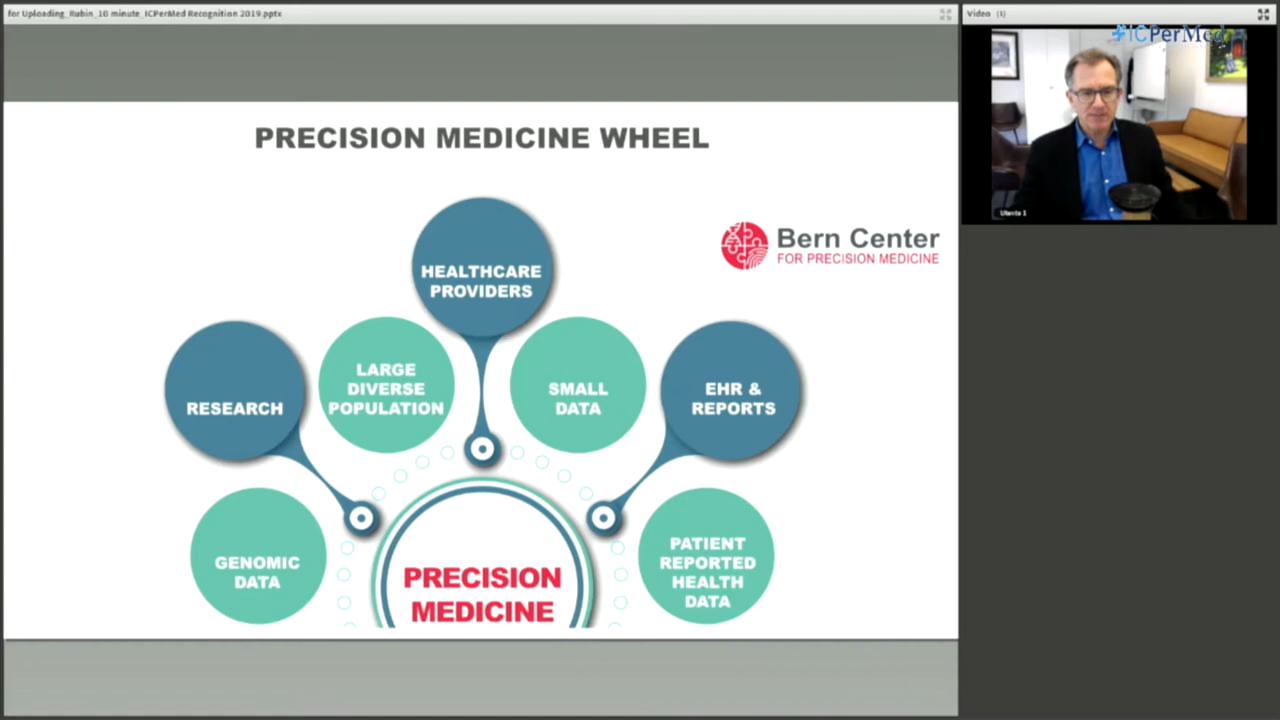 for Uploading_Rubin_10 minute_ICPerMed Recognition 2019.pptx
Video (1)
ICPerMed
PRECISION MEDICINE WHEEL
Bern Center
FOR PRECISION MEDICINE
HEALTHCARE
PROVIDERS
RESEARCH
LARGE
DIVERSE
POPULATION
SMALL
DATA
EHR &
REPORTS
GENOMIC
DATA
PRECISION
MEDICINE
PATIENT
REPORTED
HEALTH
DATA